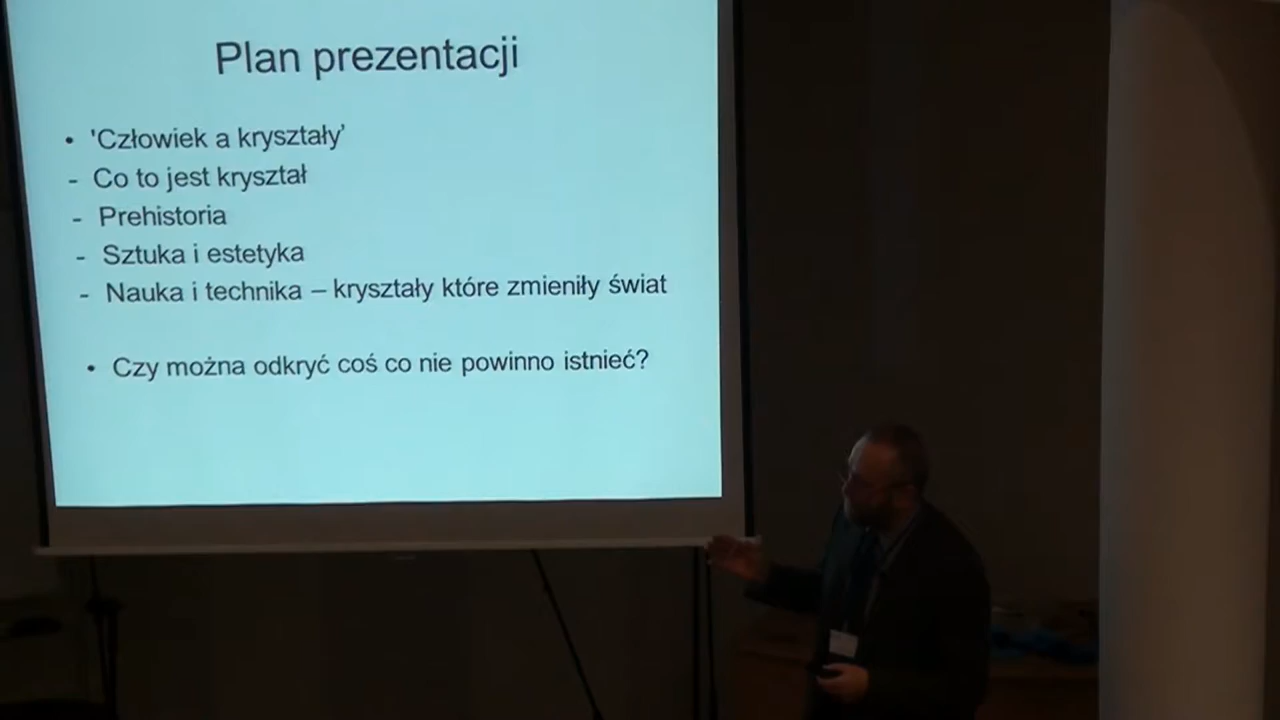 Plan prezentacji
• 'Człowiek a kryształy'
- Co to jest kryształ
- Prehistoria
- Sztuka i estetyka
- Nauka i technika – kryształy które zmieniły świat
• Czy można odkryć coś co nie powinno istnieć?